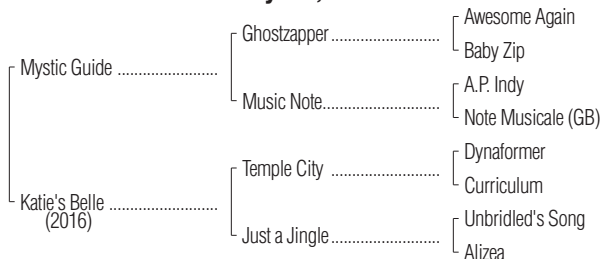 Awesome Again
Ghostzapper
Baby Zip
Mystic Guide
A.P. Indy
Music Note
Note Musicale (GB)
Dynaformer
Temple City
Curriculum
Katie's Belle
(2016)
Unbridled's Song
Just a Jingle
Alizea